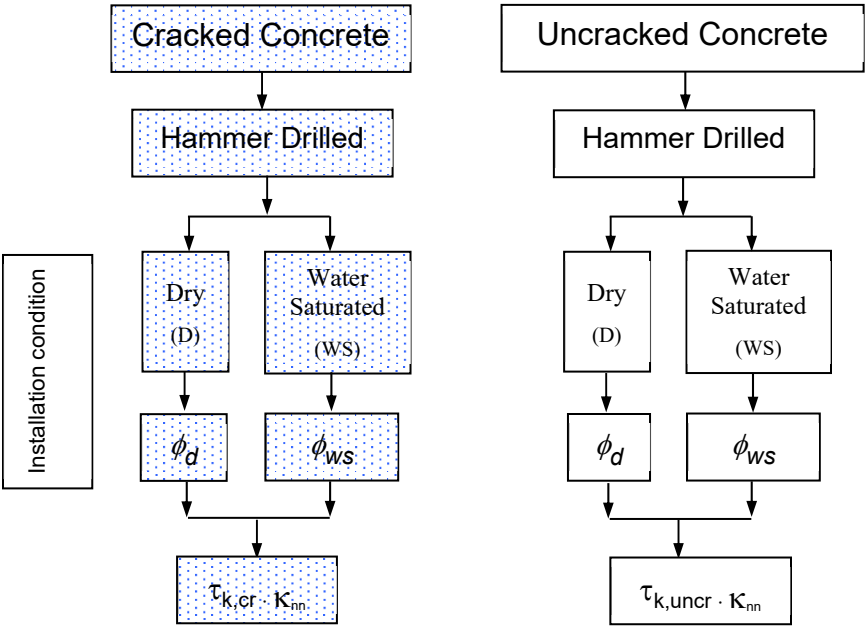 Cracked Concrete
Uncracked Concrete
Hammer Drilled
Hammer Drilled
Installation condition
Dry
(D)
Water
Saturated
(WS)
Dry
(D)
Water
Saturated
(WS)
ϕd
ϕws
ϕd
ϕws
τk,cr · κnn
τk,uncr · κnn